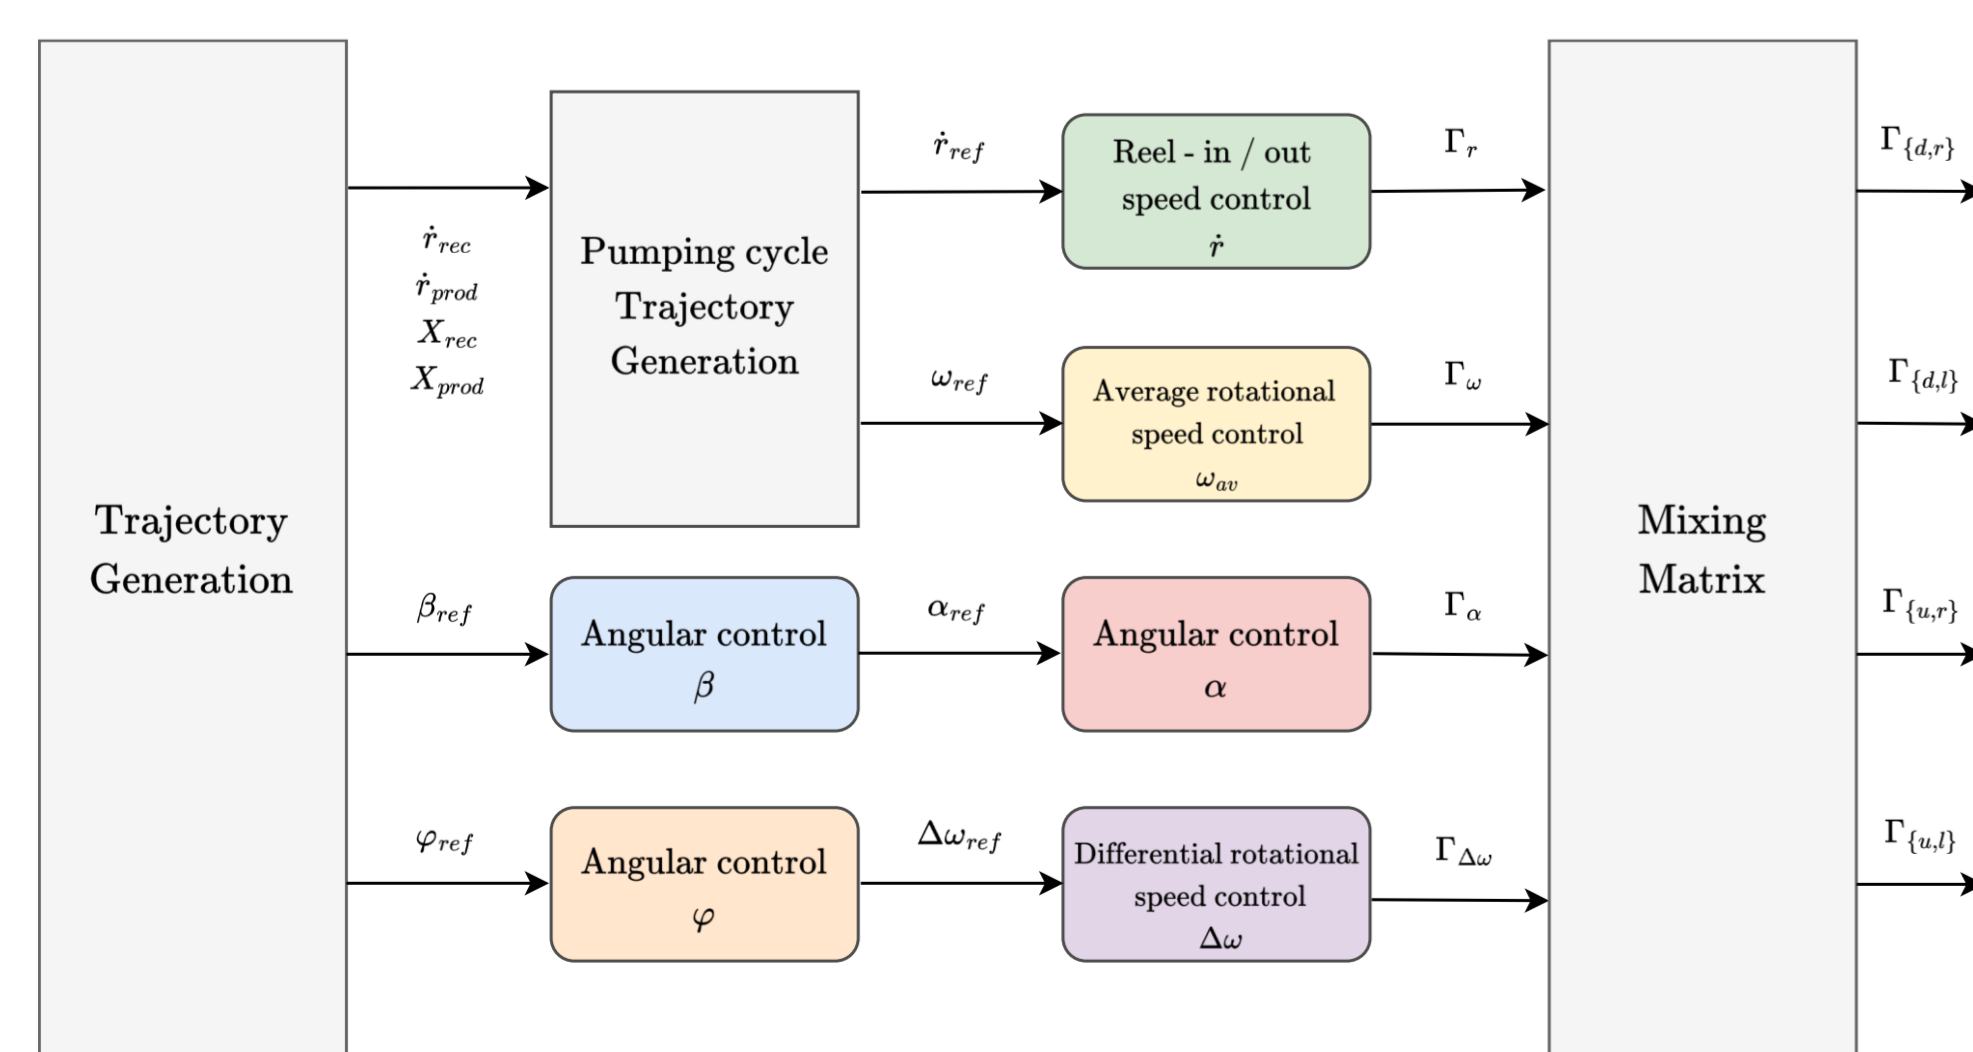 Trajectory
Generation
ṙ_rec
ṙ_prod
X_rec
X_prod
β_ref
φ_ref
Pumping cycle
Trajectory
Generation
Angular control
β
Angular control
φ
ṙ_ref
ω_ref
α_ref
Δω_ref
Reel - in / out
speed control
ṙ
Average rotational
speed control
ω_av
Angular control
α
Differential rotational
speed control
Δω
Γ_r
Γ_ω
Γ_α
Γ_Δω
Mixing
Matrix
Γ_{d,r}
Γ_{d,l}
Γ_{u,r}
Γ_{u,l}